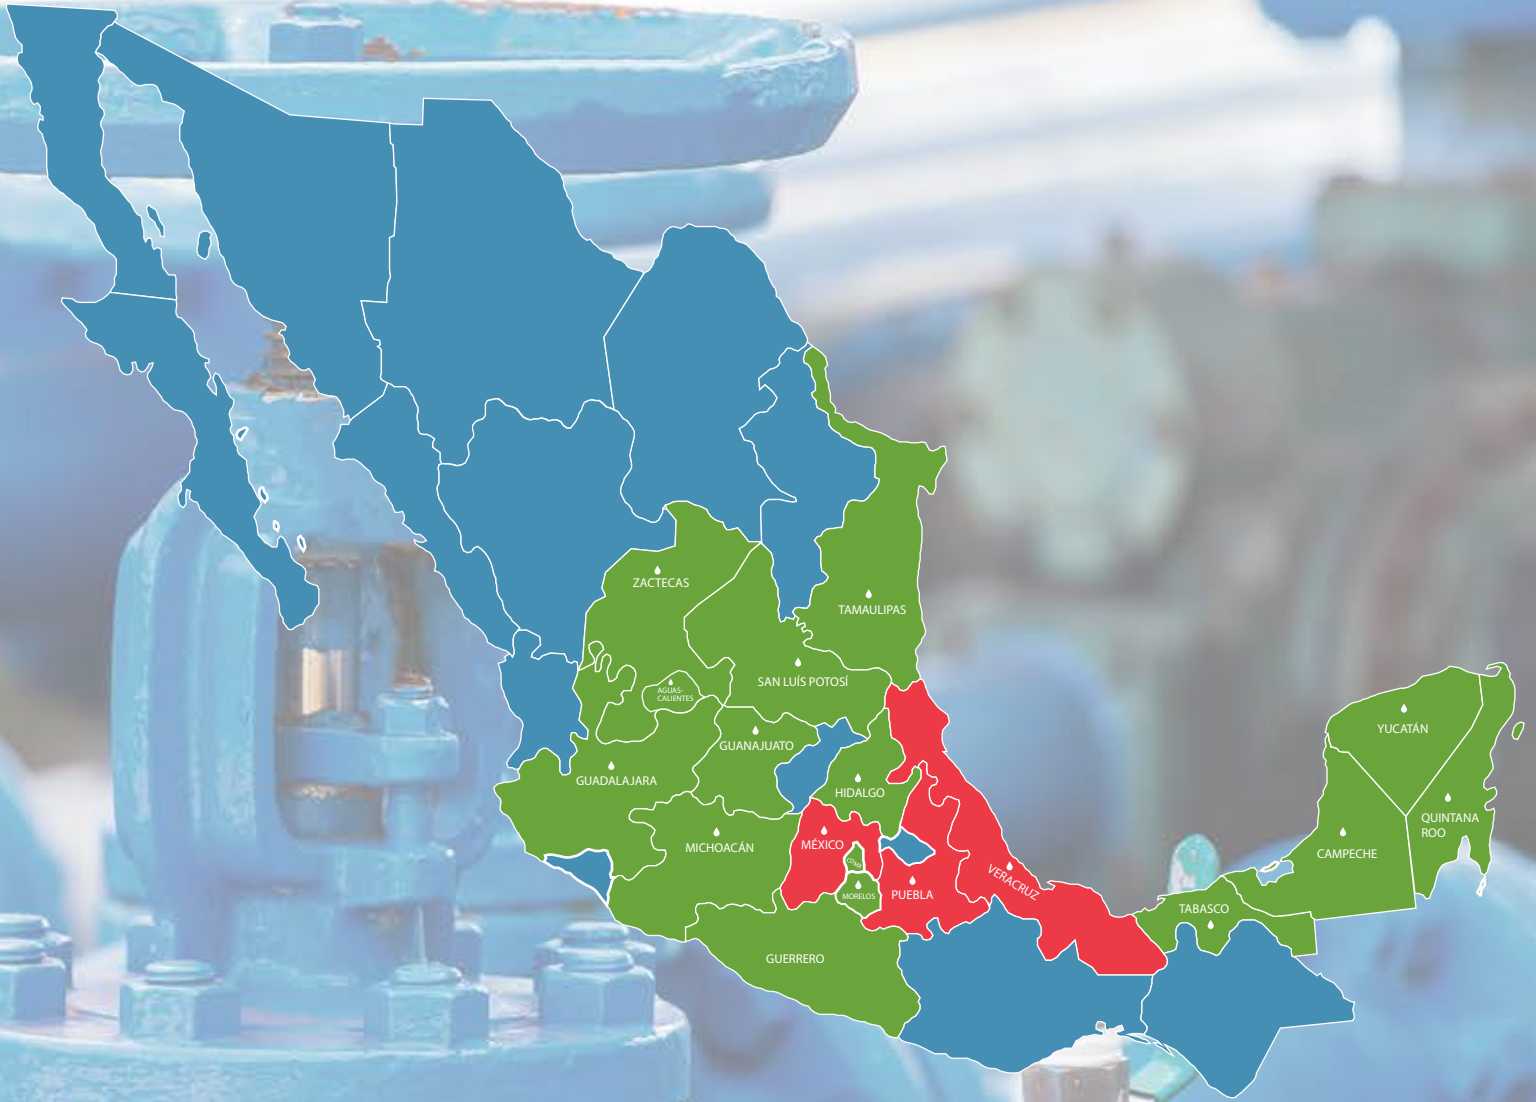 ZACTECAS
TAMAULIPAS
SAN LUÍS POTOSÍ
AGUAS-
CALIENTES
GUANAJUATO
GUADALAJARA
HIDALGO
MICHOACÁN
MÉXICO
CDMX
MORELOS
PUEBLA
VERACRUZ
GUERRERO
TABASCO
YUCATÁN
QUINTANA
ROO
CAMPECHE